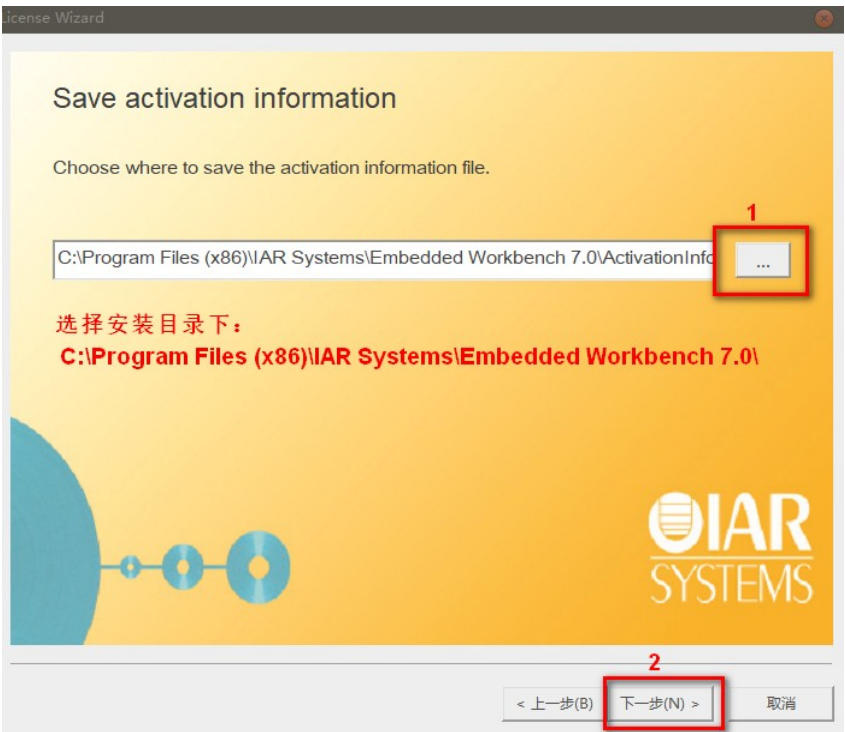 License Wizard
Save activation information
Choose where to save the activation information file.
1
C:\Program Files (x86)\IAR Systems\Embedded Workbench 7.0\ActivationInfo
...
选择安装目录下：
C:\Program Files (x86)\IAR Systems\Embedded Workbench 7.0\
IAR
SYSTEMS
2
< 上一步(B)
下一步(N) >
取消